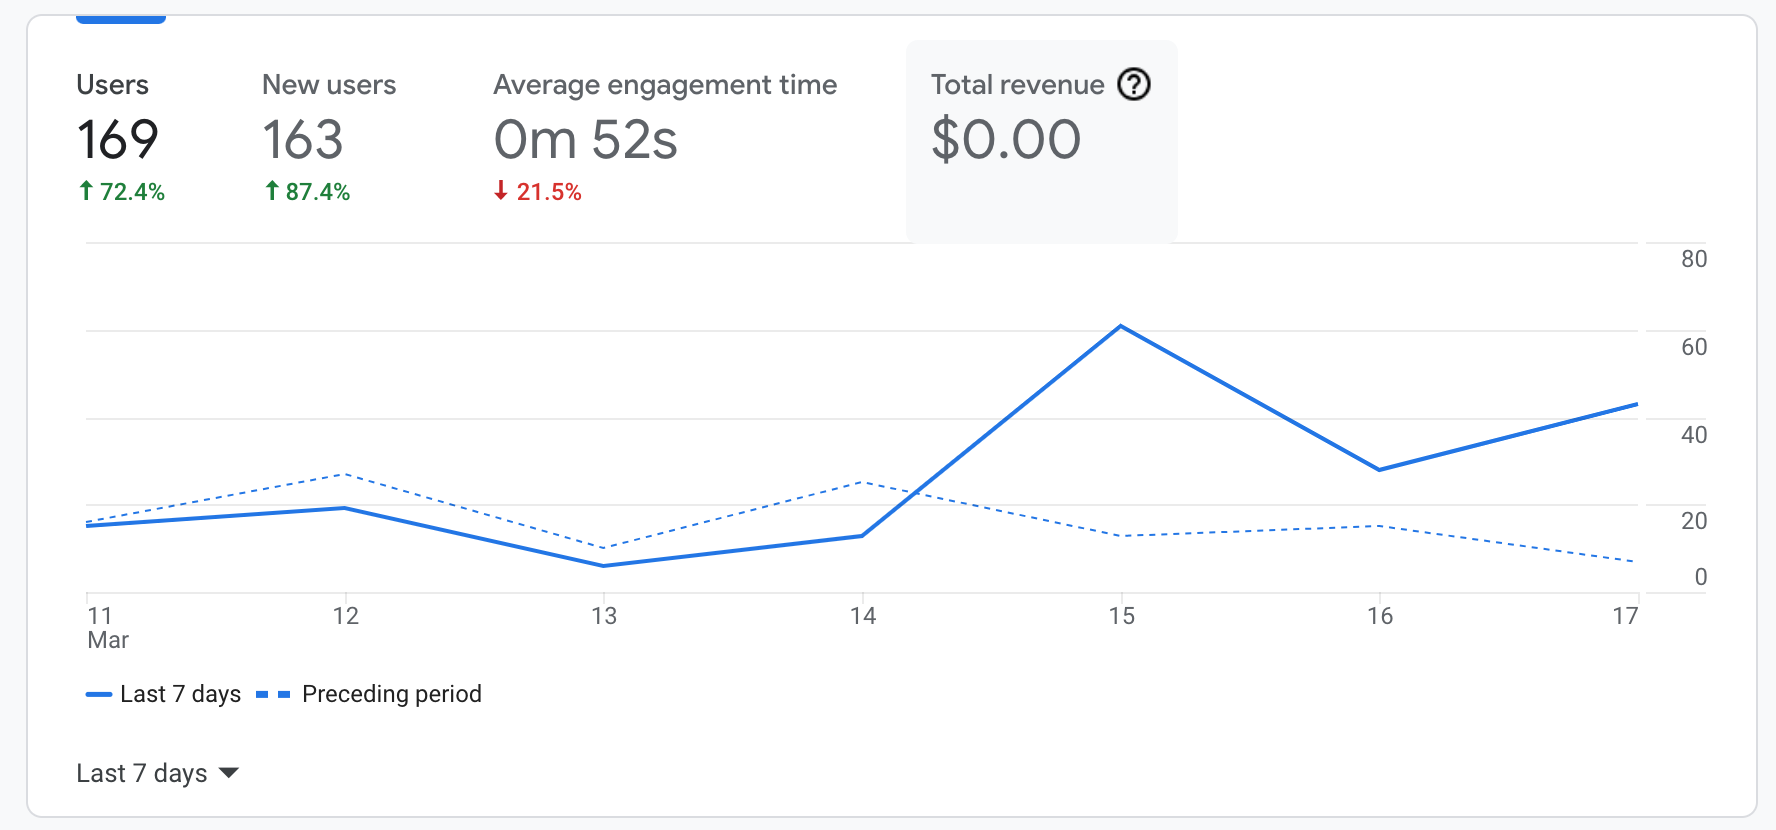 Users
169
↑ 72.4%
New users
163
↑ 87.4%
Average engagement time
0m 52s
↓ 21.5%
Total revenue ?
$0.00
80
60
40
20
0
11 12 13 14 15 16 17
Mar
Last 7 days Preceding period
Last 7 days